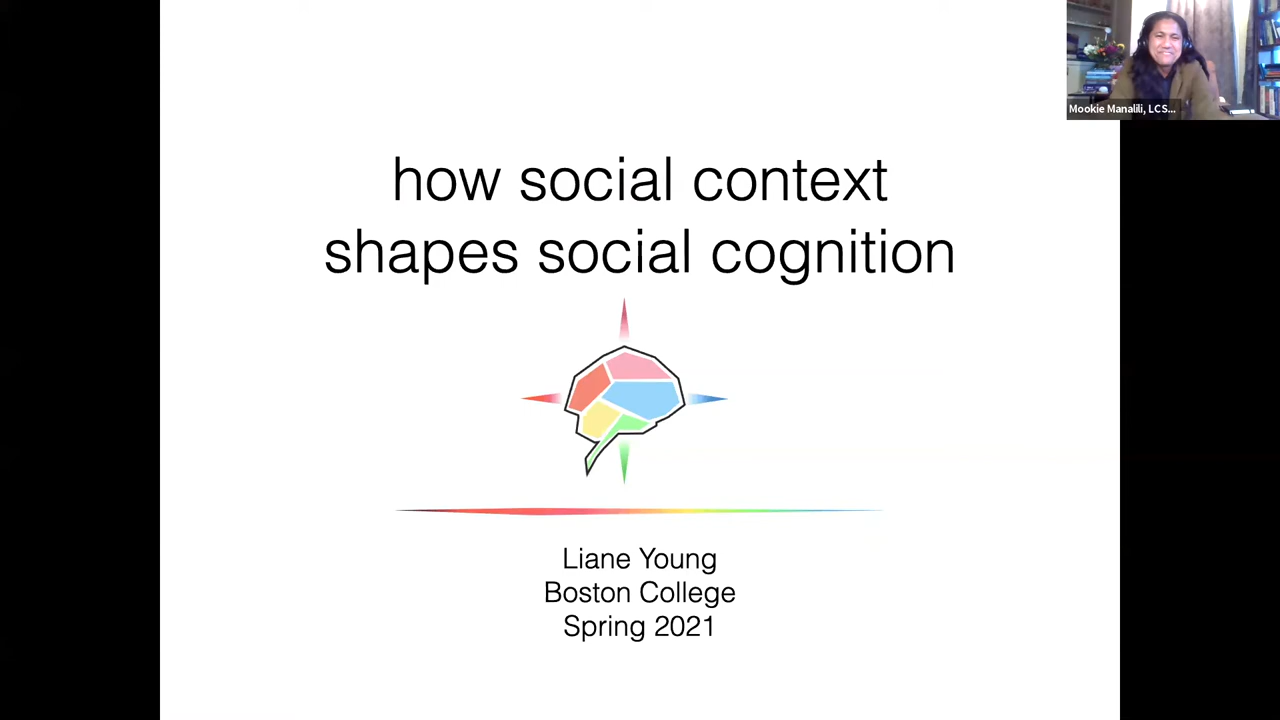 how social context
shapes social cognition
Liane Young
Boston College
Spring 2021
Mookie Manalili, LCS...